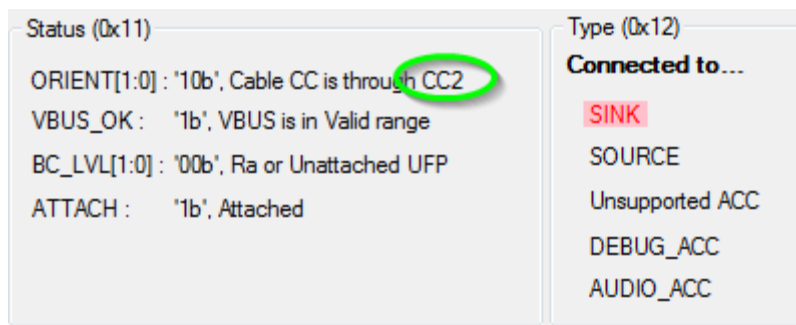 Status (0x11)
ORIENT[1:0] : "10b", Cable CC is through CC2
VBUS_OK : "1b", VBUS is in Valid range
BC_LVL[1:0] : "00b", Ra or Unattached UFP
ATTACH : "1b", Attached
Type (0x12)
Connected to...
SINK
SOURCE
Unsupported ACC
DEBUG_ACC
AUDIO_ACC